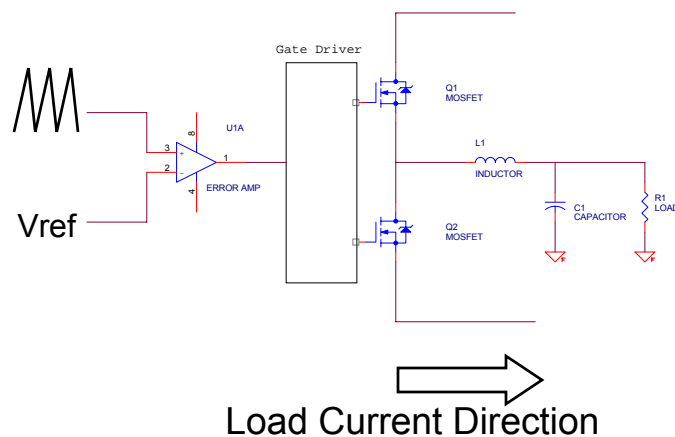 Gate Driver
Q1
MOSFET
U1A
8
3
+
1
2
-
4
ERROR AMP
Vref
L1
INDUCTOR
C1
CAPACITOR
R1
LOAD
Q2
MOSFET
Load Current Direction